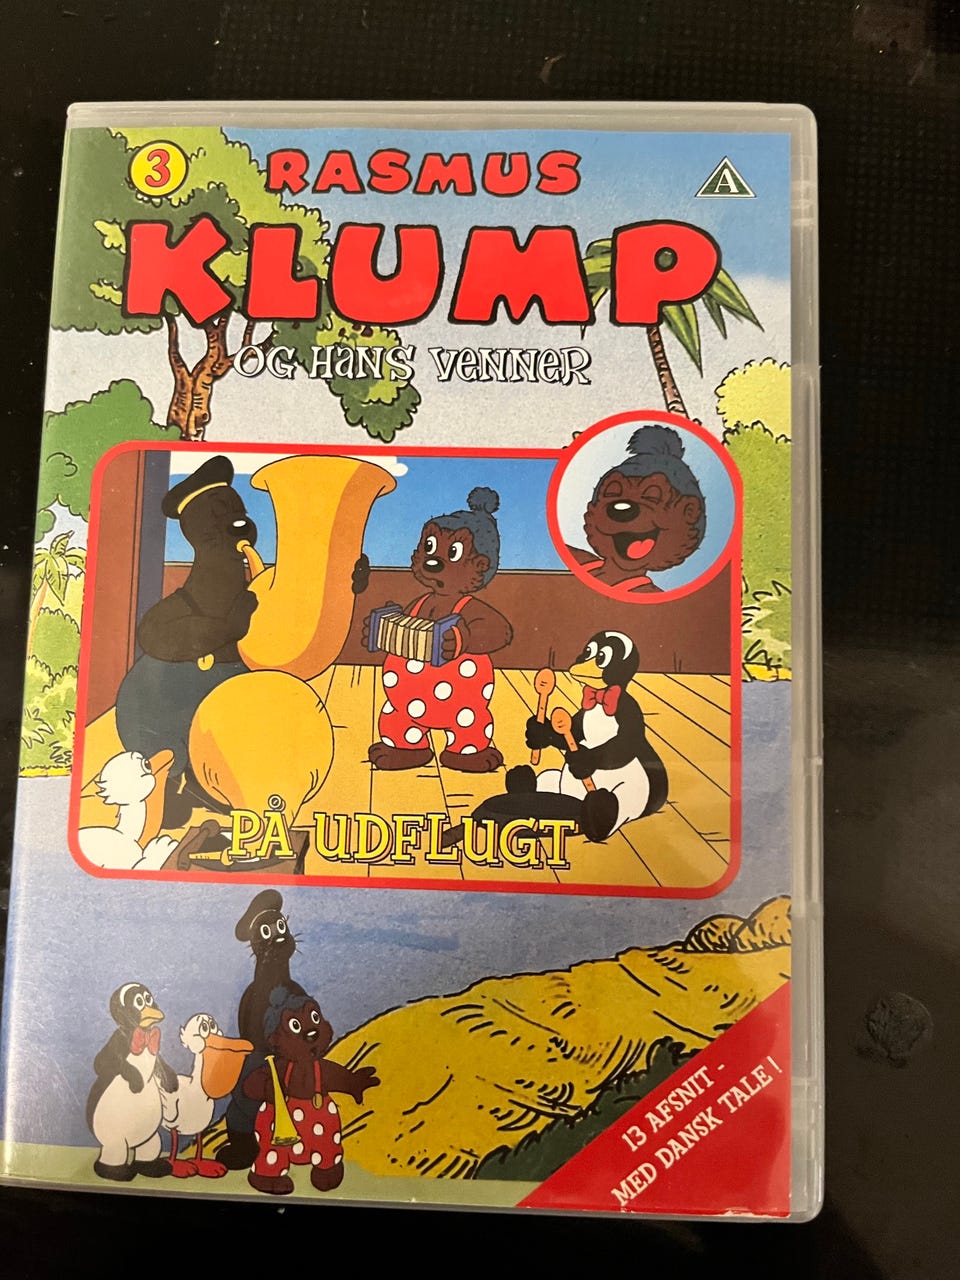 3
RASMUS
A
KLUMP
OG HANS VENNER
PÅ UDFLUGT
13 AFSNIT -
MED DANSK TALE !